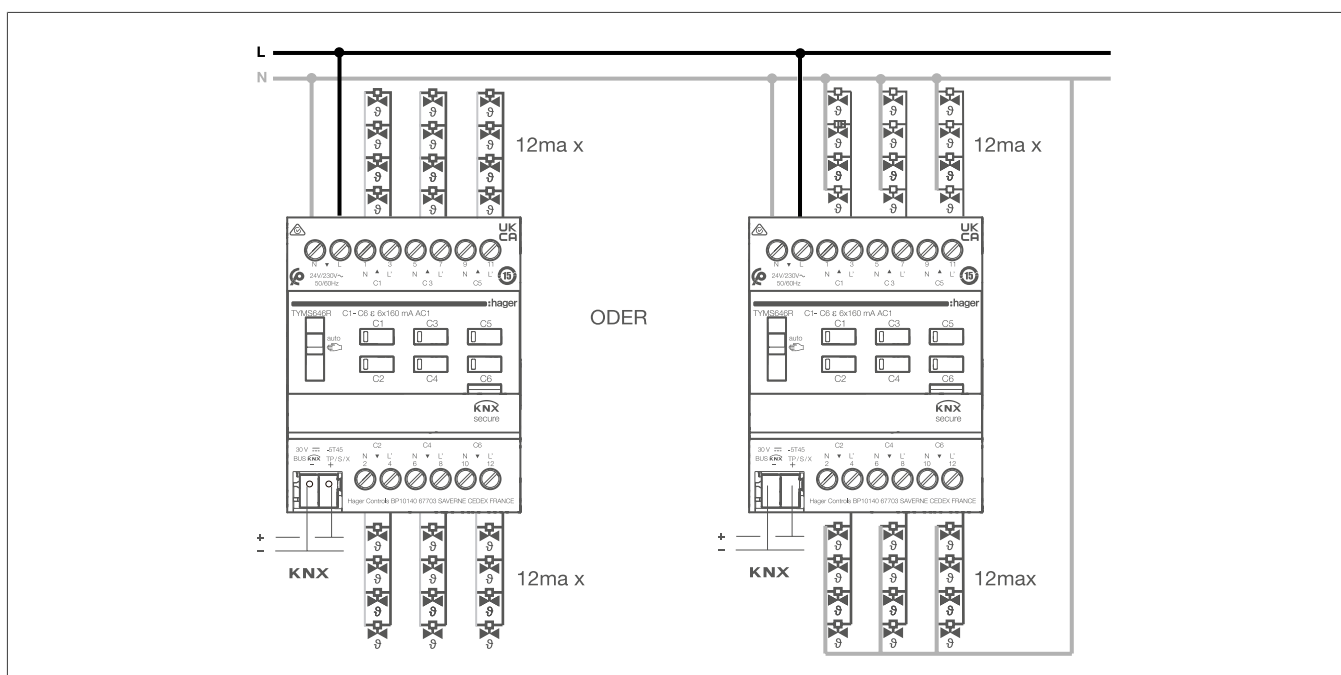 L
N
12ma x
12ma x
UK
CA
UK
CA
N L 1 3 5 7 9 11
N L' N L' N L'
24V/230V~
50/60Hz
C1 C3 C5
15
N L 1 3 5 7 9 11
N L' N L' N L'
24V/230V~
50/60Hz
C1 C3 C5
15
:hager
TYMS646R C1- C6 ε 6x160 mA AC1
auto
C1 C3 C5
C2 C4 C6
KNX
secure
ODER
:hager
TYMS646R C1- C6 ε 6x160 mA AC1
auto
C1 C3 C5
C2 C4 C6
KNX
secure
30V -5T45
BUS KNX TP/S/X
- +
C2 C4 C6
N L' N L' N L'
2 4 6 8 10 12
Hager Controls BP10140 67703 SAVERNE CEDEX FRANCE
30V -5T45
BUS KNX TP/S/X
- +
C2 C4 C6
N L' N L' N L'
2 4 6 8 10 12
Hager Controls BP10140 67703 SAVERNE CEDEX FRANCE
+
-
KNX
12ma x
+
-
KNX
12max
ϑ ϑ ϑ
ϑ ϑ ϑ
ϑ ϑ ϑ
ϑ ϑ ϑ